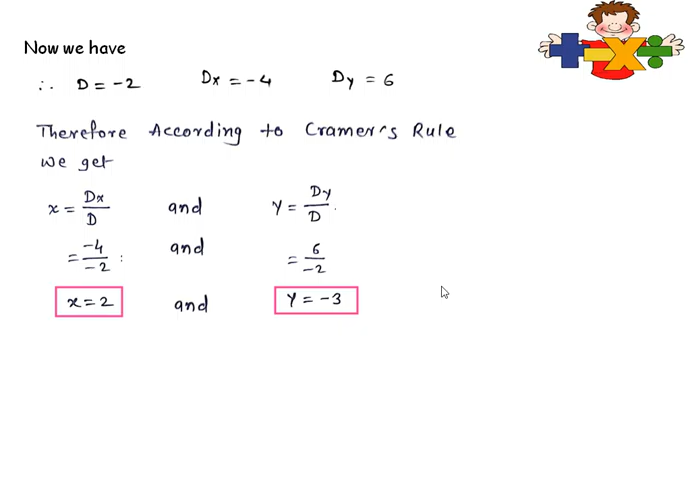 Now we have
∴ D = -2 Dx = -4 Dy = 6
Therefore According to Cramer's Rule
we get
x = Dx/D and y = Dy/D
= -4/-2 and = 6/-2
x = 2 and y = -3